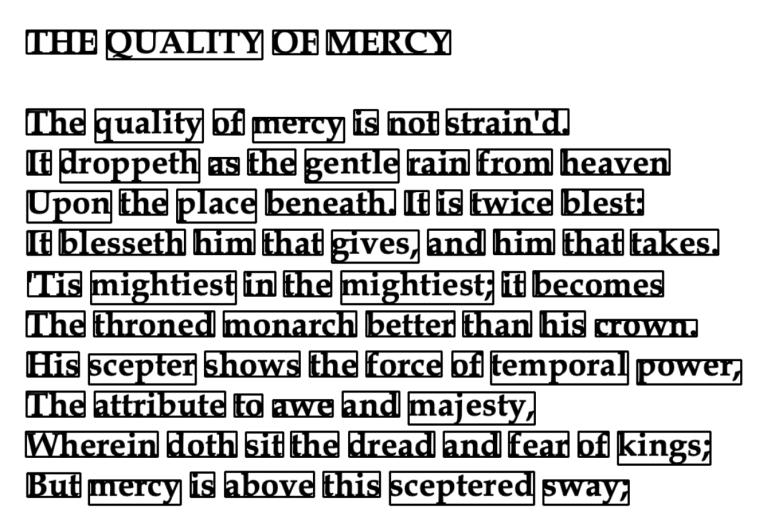 THE QUALITY OF MERCY
The quality of mercy is not strain'd.
It droppeth as the gentle rain from heaven
Upon the place beneath. It is twice blest:
It blesseth him that gives, and him that takes.
'Tis mightiest in the mightiest; it becomes
The throned monarch better than his crown.
His scepter shows the force of temporal power,
The attribute to awe and majesty,
Wherein doth sit the dread and fear of kings;
But mercy is above this sceptered sway;